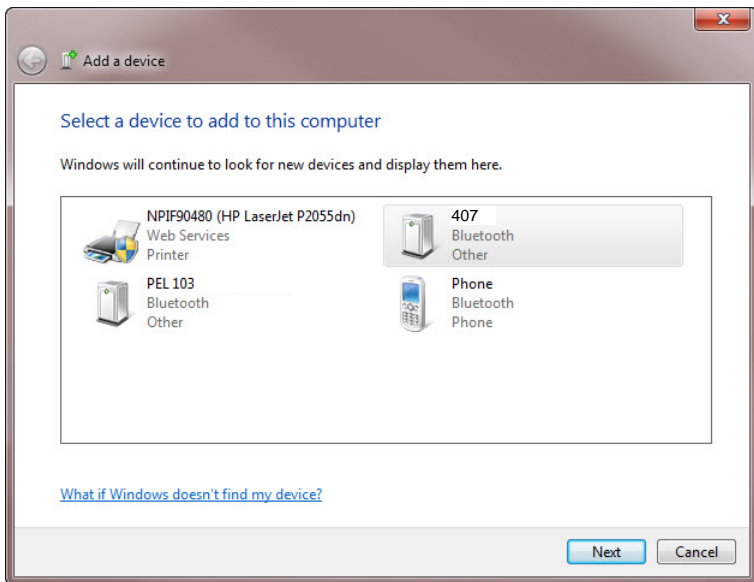 Add a device
Select a device to add to this computer
Windows will continue to look for new devices and display them here.
NPIF90480 (HP LaserJet P2055dn)
Web Services
Printer
407
Bluetooth
Other
PEL 103
Bluetooth
Other
Phone
Bluetooth
Phone
What if Windows doesn't find my device?
Next
Cancel